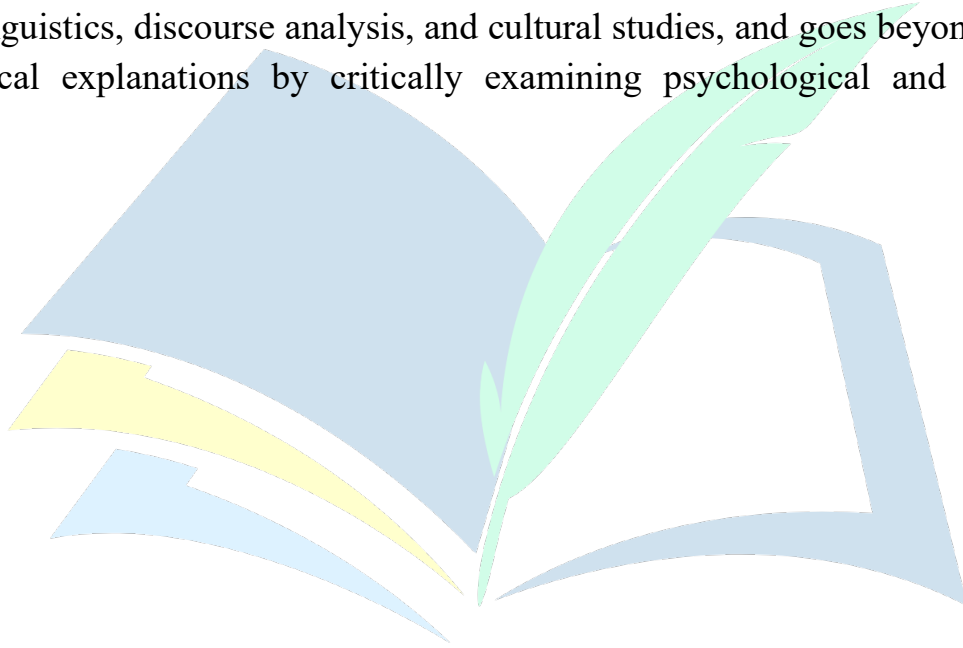 guistics, discourse analysis, and cultural studies, and goes beyon
cal explanations by critically examining psychological and